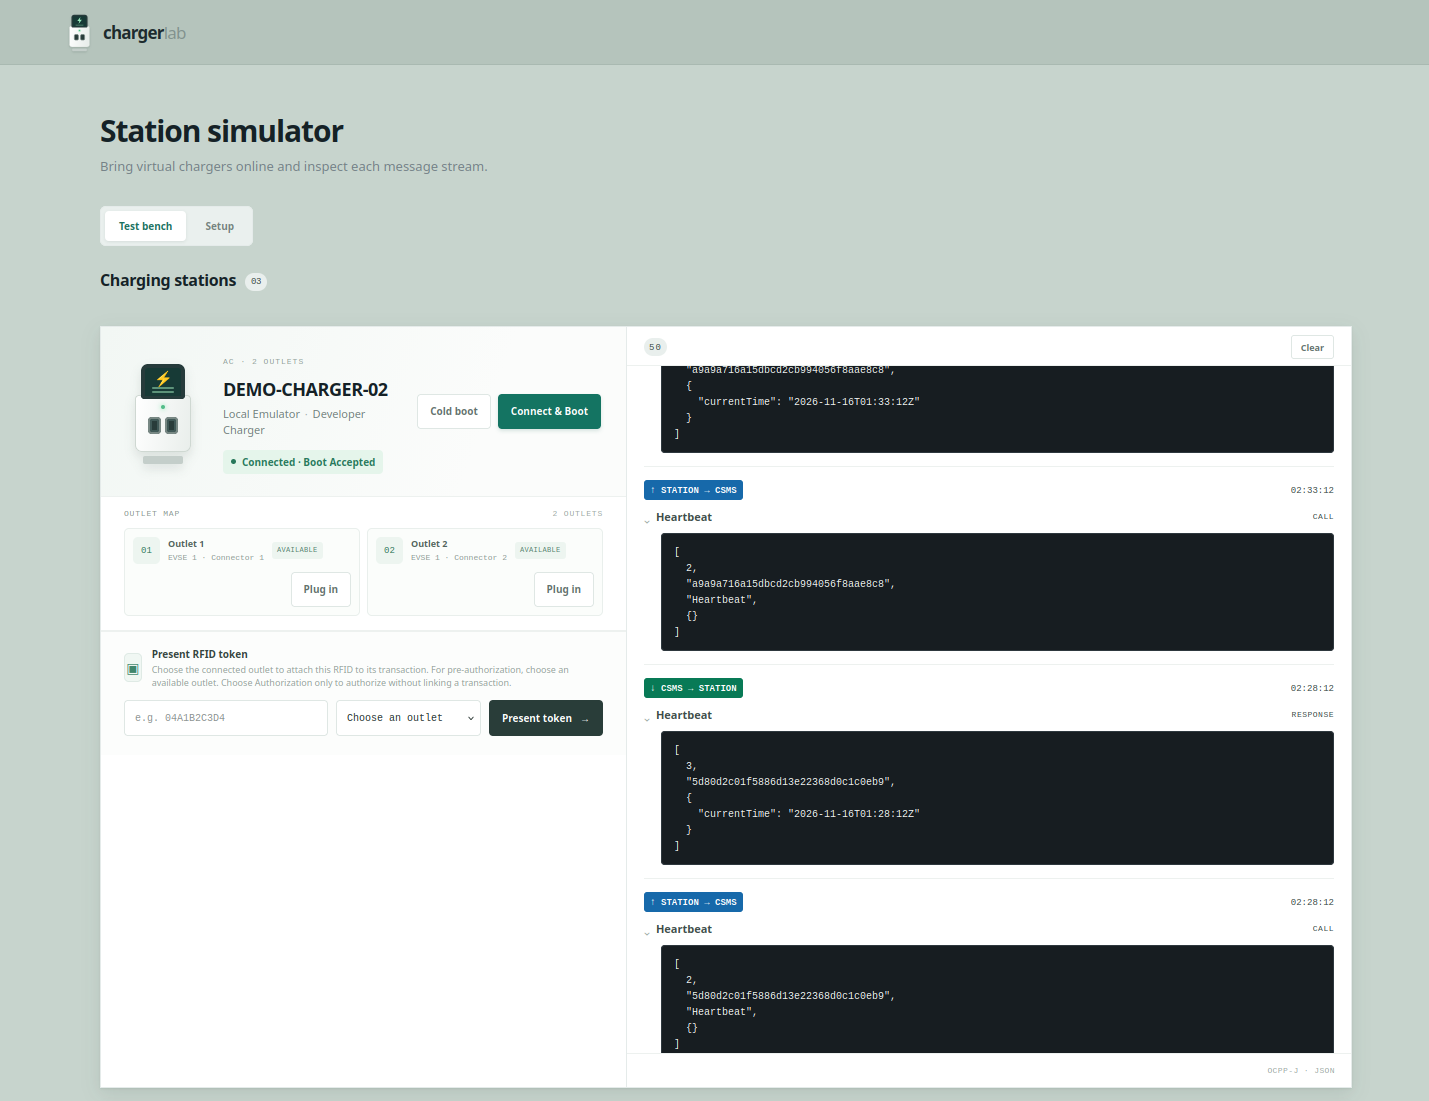 chargerlab
Station simulator
Bring virtual chargers online and inspect each message stream.
Test bench
Setup
Charging stations 03
AC · 2 OUTLETS
DEMO-CHARGER-02
Local Emulator · Developer
Charger
Connected · Boot Accepted
Cold boot
Connect & Boot
OUTLET MAP
2 OUTLETS
01
Outlet 1
EVSE 1 · Connector 1
AVAILABLE
Plug in
02
Outlet 2
EVSE 1 · Connector 2
AVAILABLE
Plug in
Present RFID token
Choose the connected outlet to attach this RFID to its transaction. For pre-authorization, choose an
available outlet. Choose Authorization only to authorize without linking a transaction.
e.g. 04A1B2C3D4
Choose an outlet
Present token →
50
Clear
"a9a9a716a15dbcd2cb994056f8aae8c8",
{
"currentTime": "2026-11-16T01:33:12Z"
}
]
↑ STATION → CSMS
02:33:12
Heartbeat
CALL
[
2,
"a9a9a716a15dbcd2cb994056f8aae8c8",
"Heartbeat",
{}
]
↓ CSMS → STATION
02:28:12
Heartbeat
RESPONSE
[
3,
"5d80d2c01f5886d13e22368d0c1c0eb9",
{
"currentTime": "2026-11-16T01:28:12Z"
}
]
↑ STATION → CSMS
02:28:12
Heartbeat
CALL
[
2,
"5d80d2c01f5886d13e22368d0c1c0eb9",
"Heartbeat",
{}
]
OCPP-J · JSON